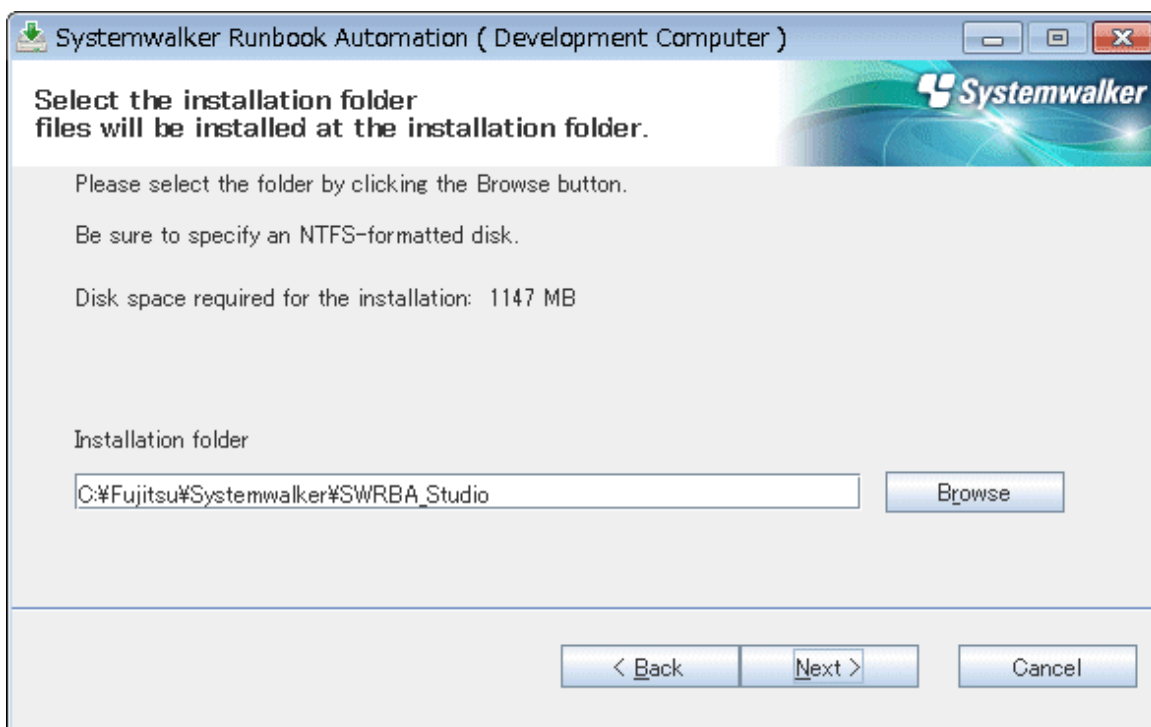 Systemwalker Runbook Automation ( Development Computer )
Select the installation folder
files will be installed at the installation folder.
Systemwalker
Please select the folder by clicking the Browse button.
Be sure to specify an NTFS-formatted disk.
Disk space required for the installation: 1147 MB
Installation folder
C:¥Fujitsu¥Systemwalker¥SWRBA_Studio
Browse
< Back
Next >
Cancel